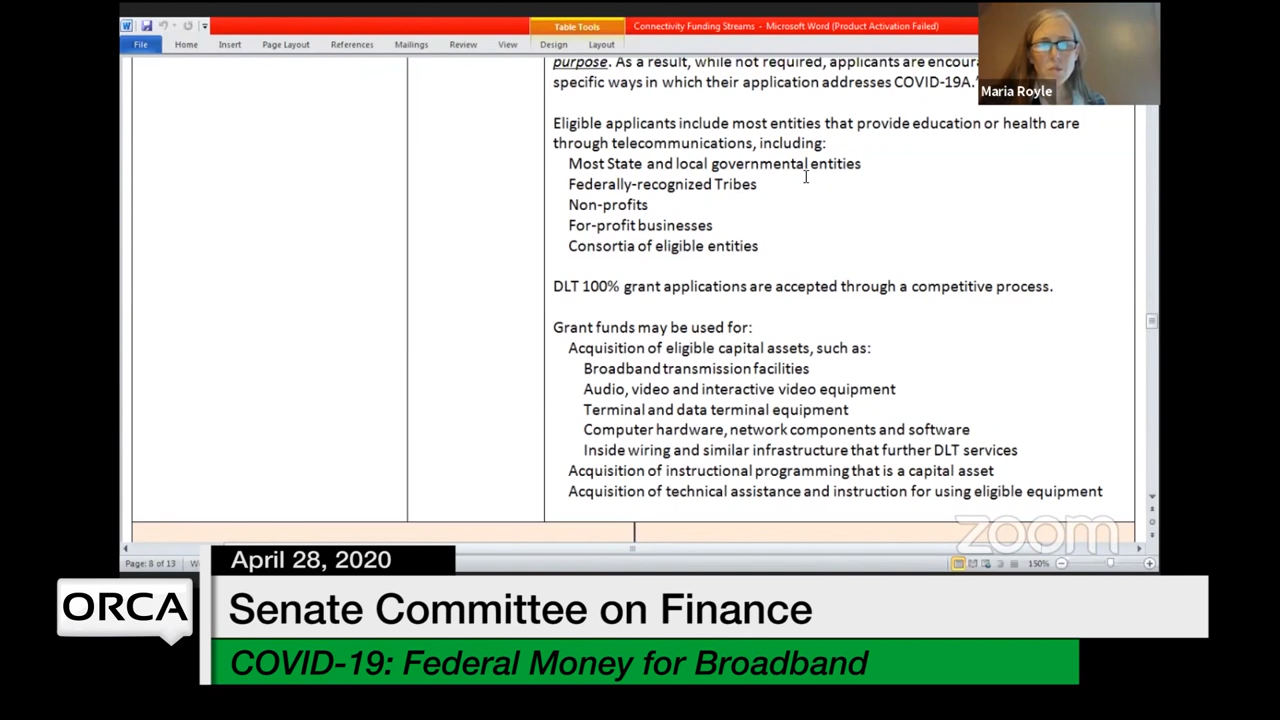 Table Tools
Connectivity Funding Streams - Microsoft Word (Product Activation Failed)
File Home Insert Page Layout References Mailings Review View Design Layout
Maria Royle
purpose. As a result, while not required, applicants are encour
specific ways in which their application addresses COVID-19A."
Eligible applicants include most entities that provide education or health care
through telecommunications, including:
Most State and local governmental entities
Federally-recognized Tribes
Non-profits
For-profit businesses
Consortia of eligible entities
DLT 100% grant applications are accepted through a competitive process.
Grant funds may be used for:
Acquisition of eligible capital assets, such as:
Broadband transmission facilities
Audio, video and interactive video equipment
Terminal and data terminal equipment
Computer hardware, network components and software
Inside wiring and similar infrastructure that further DLT services
Acquisition of instructional programming that is a capital asset
Acquisition of technical assistance and instruction for using eligible equipment
zoom
Page: 8 of 13
150%
April 28, 2020
ORCA
Senate Committee on Finance
COVID-19: Federal Money for Broadband